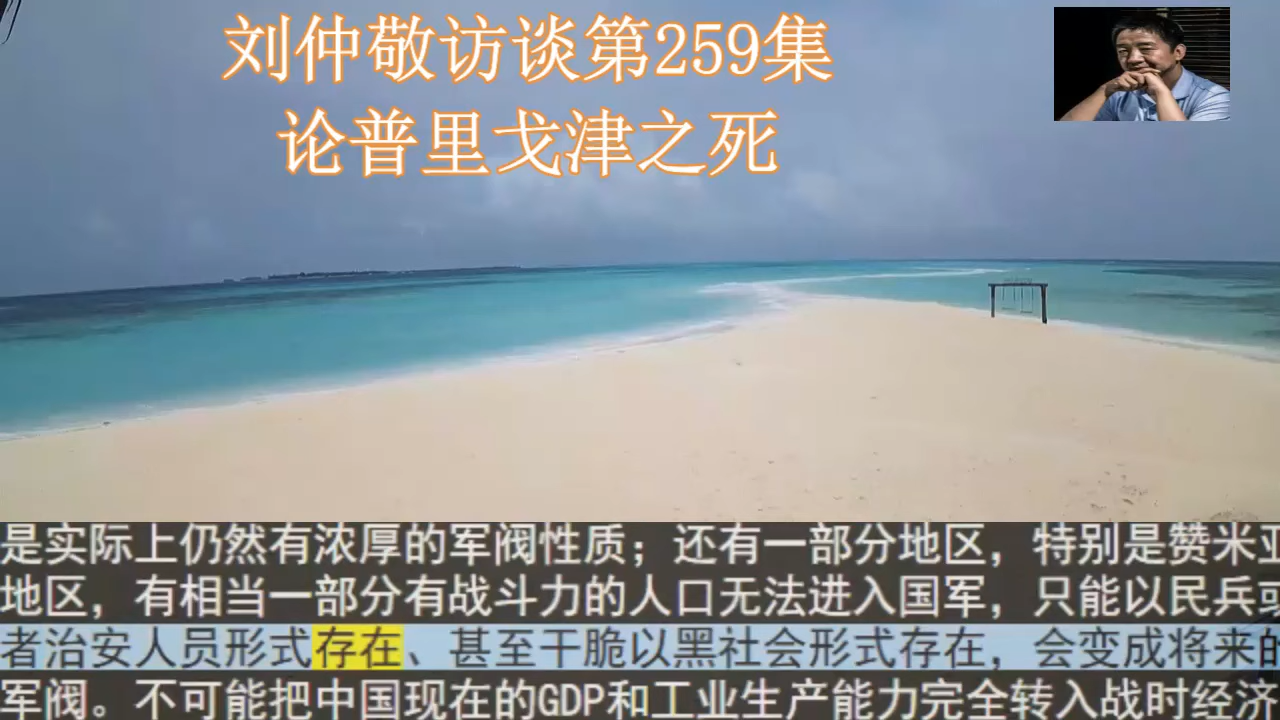 刘仲敬访谈第259集
论普里戈津之死
是实际上仍然有浓厚的军阀性质；还有一部分地区，特别是赞米亚
地区，有相当一部分有战斗力的人口无法进入国军，只能以民兵或
者治安人员形式存在、甚至干脆以黑社会形式存在，会变成将来的
军阀。不可能把中国现在的GDP和工业生产能力完全转入战时经济